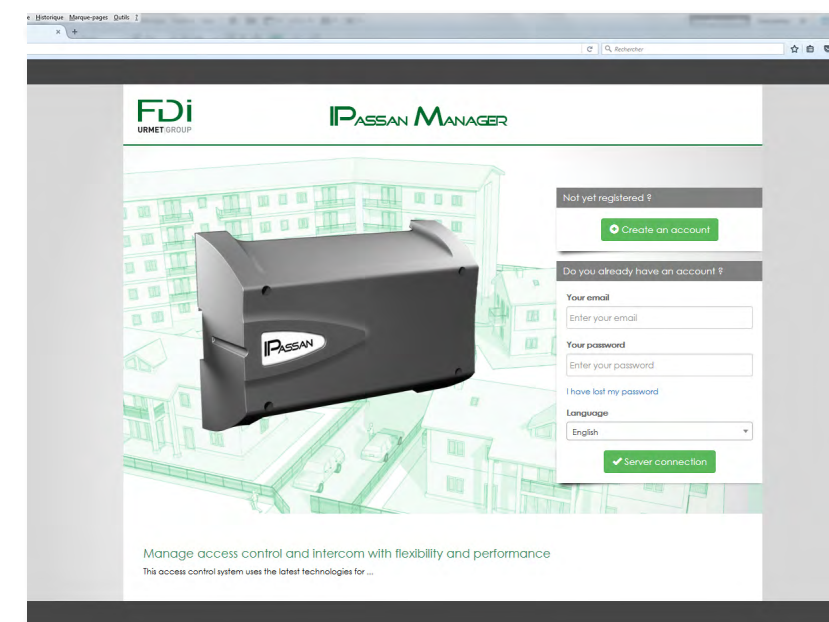 Historique Marque-pages Outils ?
× +
Rechercher
FDi
URMET GROUP
IPASSAN MANAGER
Not yet registered ?
Create an account
Do you already have an account ?
Your email
Enter your email
Your password
Enter your password
I have lost my password
Language
English
Server connection
IPASSAN
Manage access control and intercom with flexibility and performance
This access control system uses the latest technologies for ...